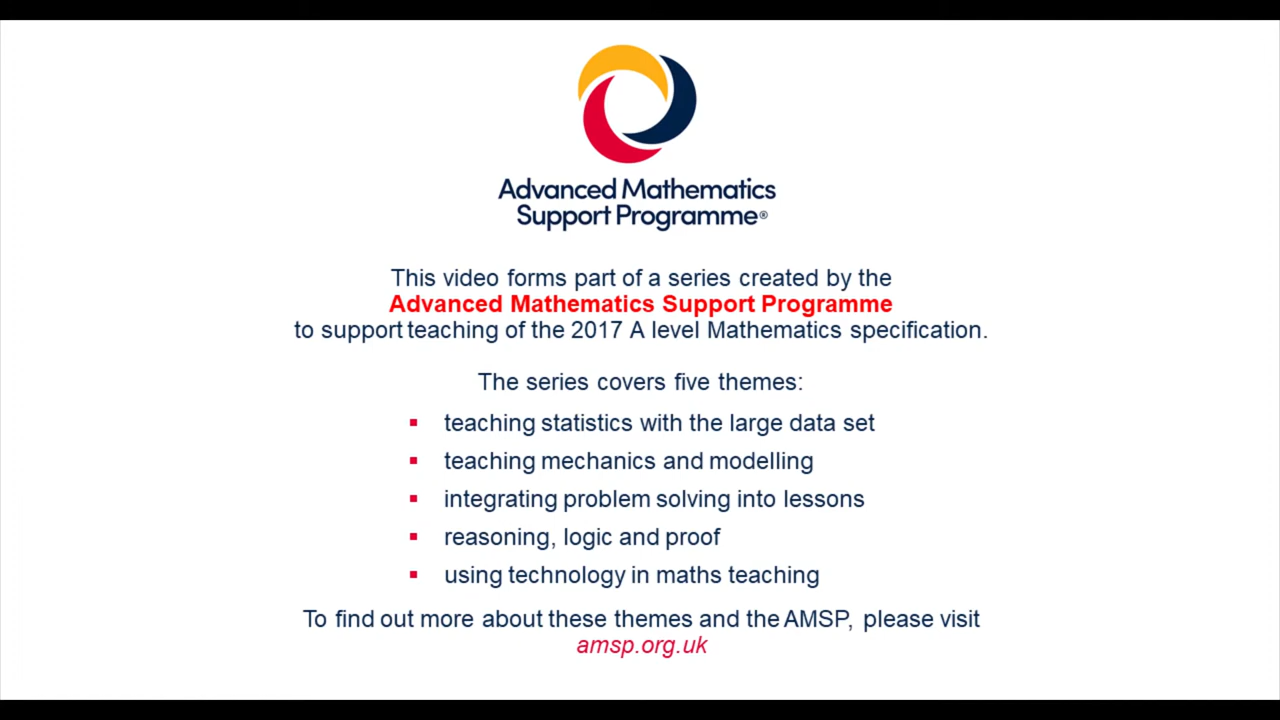 Advanced Mathematics
Support Programme®
This video forms part of a series created by the
Advanced Mathematics Support Programme
to support teaching of the 2017 A level Mathematics specification.
The series covers five themes:
▪ teaching statistics with the large data set
▪ teaching mechanics and modelling
▪ integrating problem solving into lessons
▪ reasoning, logic and proof
▪ using technology in maths teaching
To find out more about these themes and the AMSP, please visit
amsp.org.uk